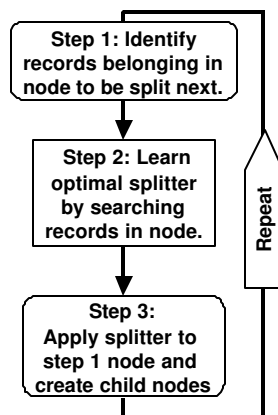 Step 1: Identify
records belonging in
node to be split next.
Step 2: Learn
optimal splitter
by searching
records in node.
Step 3:
Apply splitter to
step 1 node and
create child nodes
Repeat